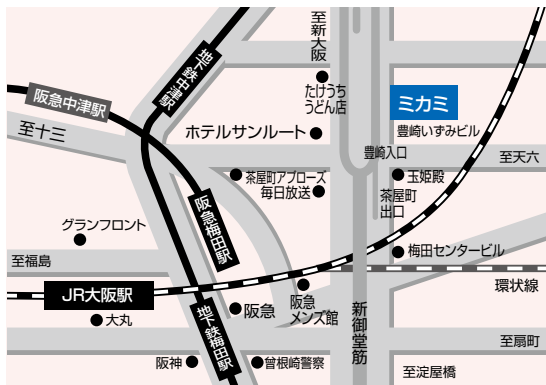 至新大阪
地下鉄中津駅
たけうち
うどん店
阪急中津駅
ミカミ
豊崎いずみビル
至十三
ホテルサンルート
豊崎入口
至天六
茶屋町アプローズ
毎日放送
玉姫殿
茶屋町
出口
阪急梅田駅
グランフロント
梅田センタービル
至福島
環状線
JR大阪駅
阪急
メンズ館
阪急
大丸
地下鉄梅田駅
新御堂筋
至扇町
阪神
曽根崎警察
至淀屋橋